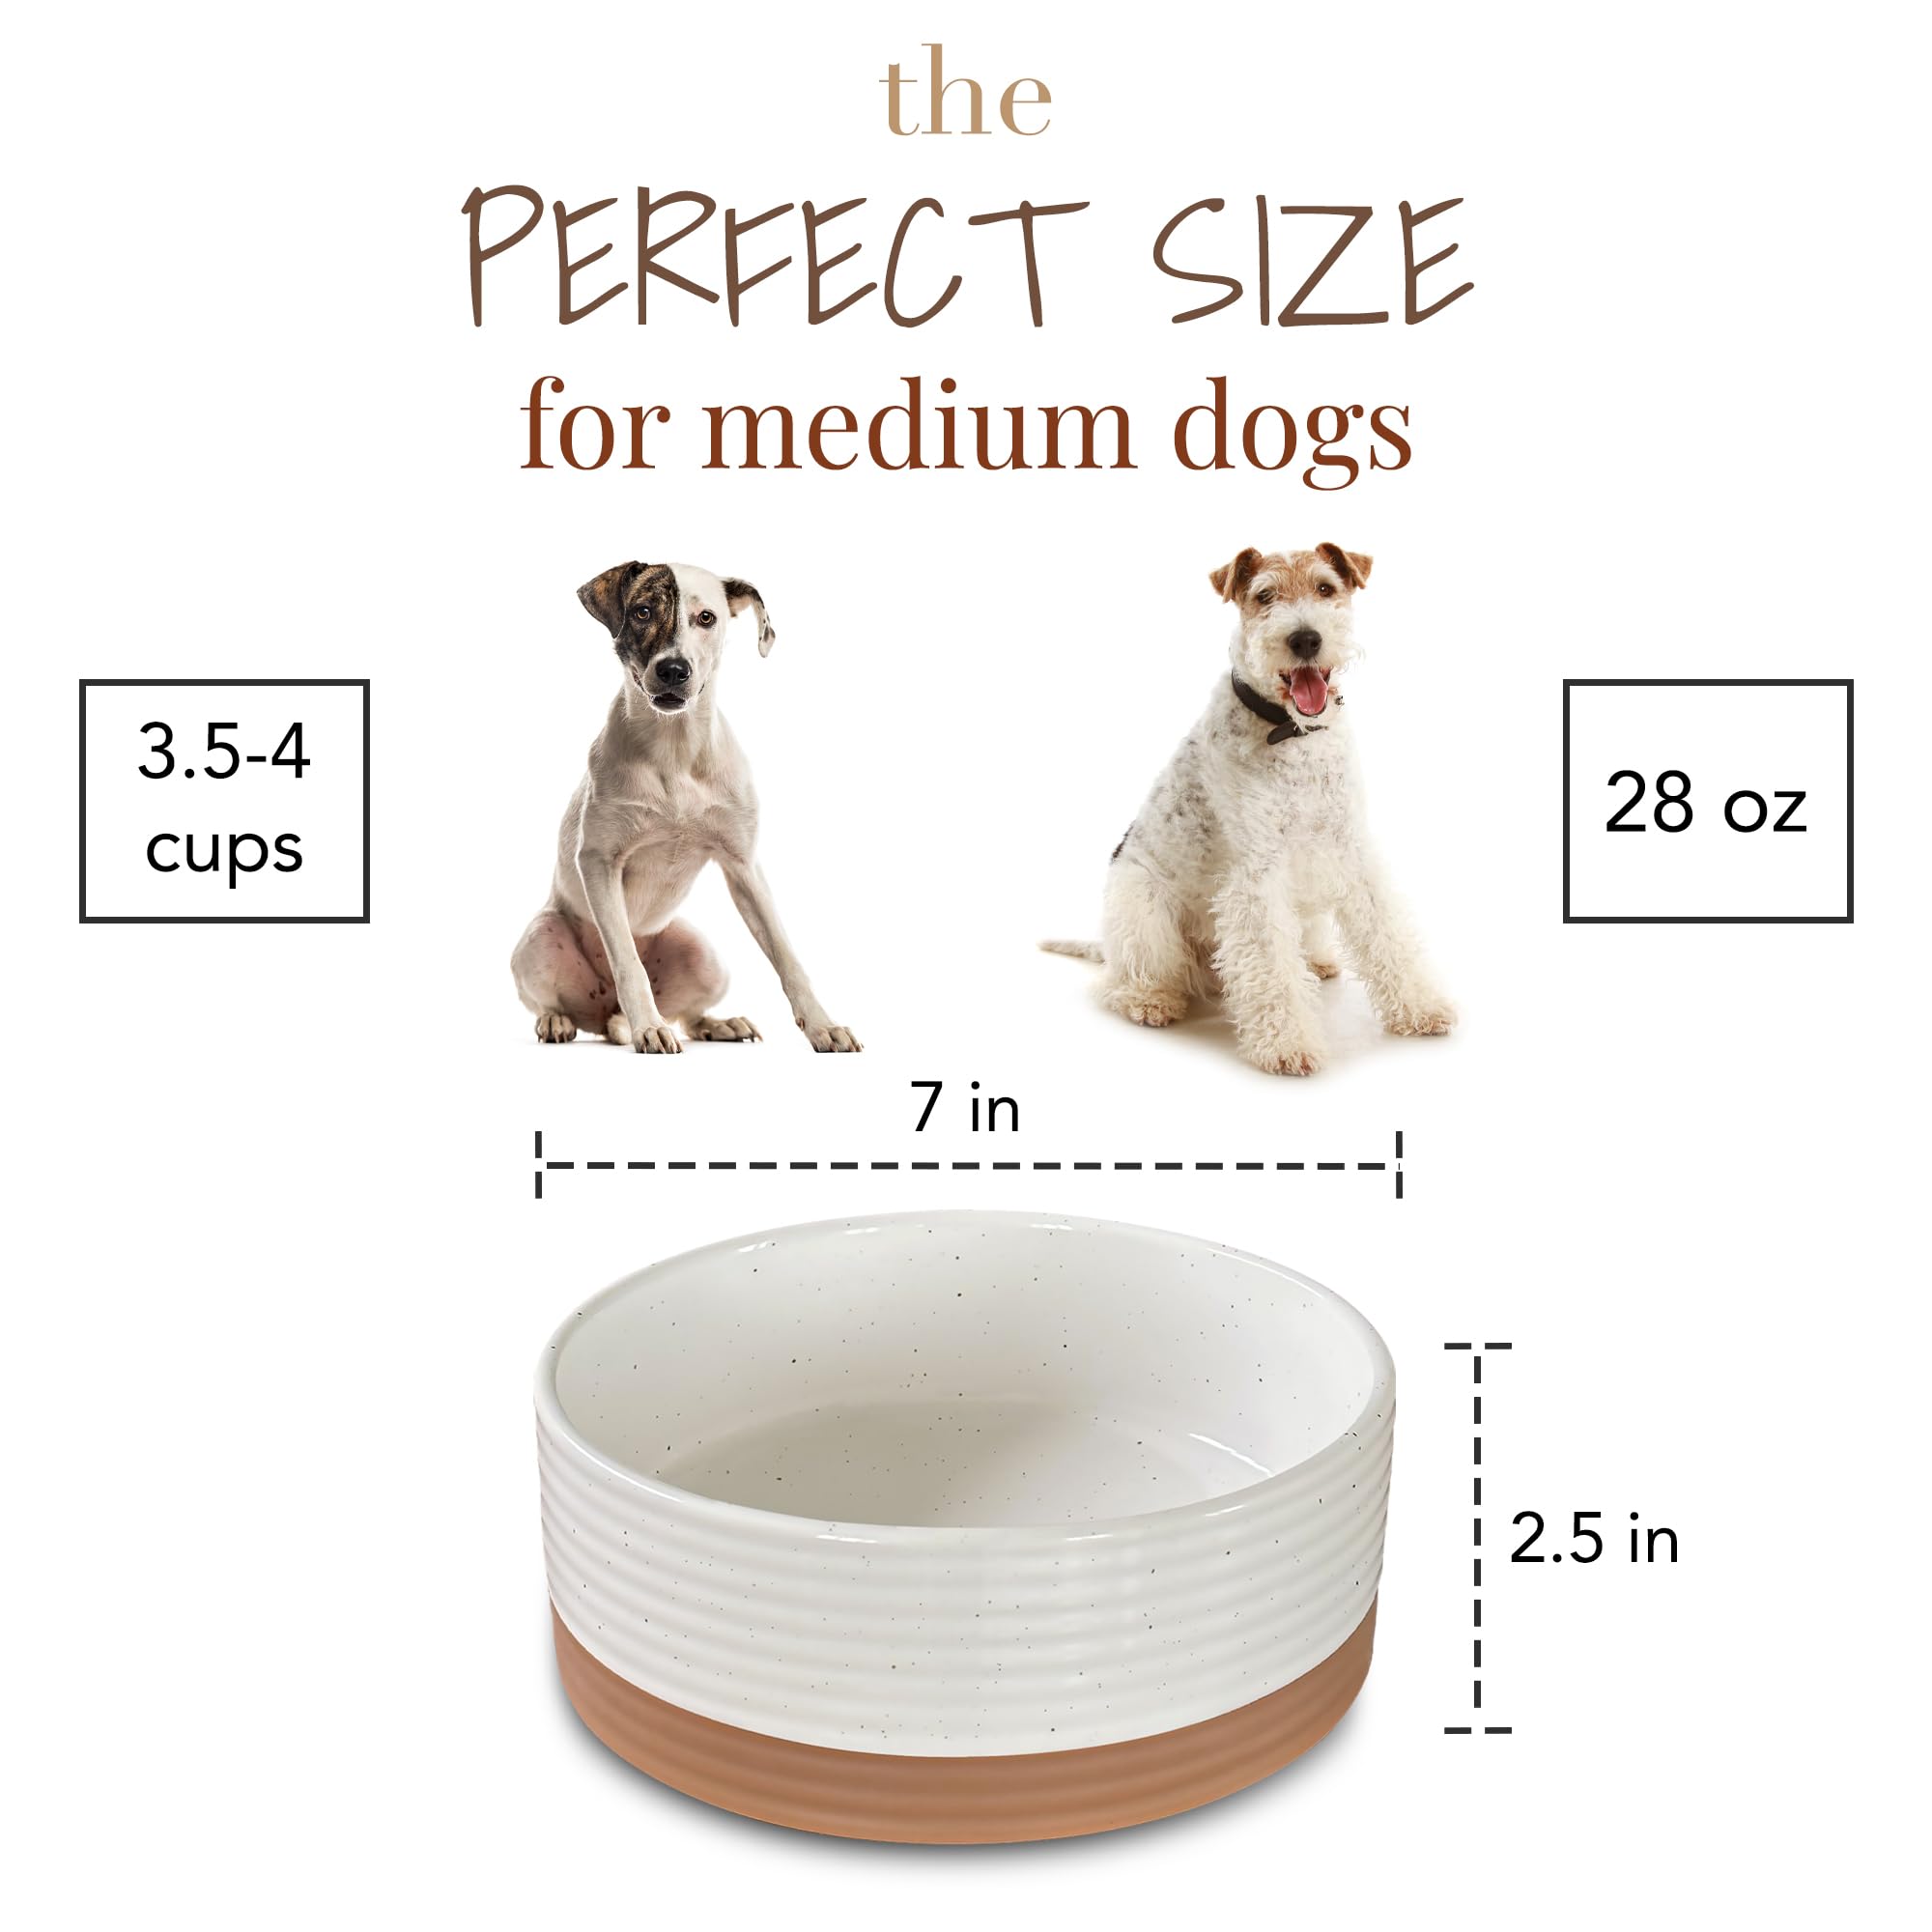 the
PERFECT SIZE
for medium dogs
3.5-4
cups
28 oz
7 in
2.5 in